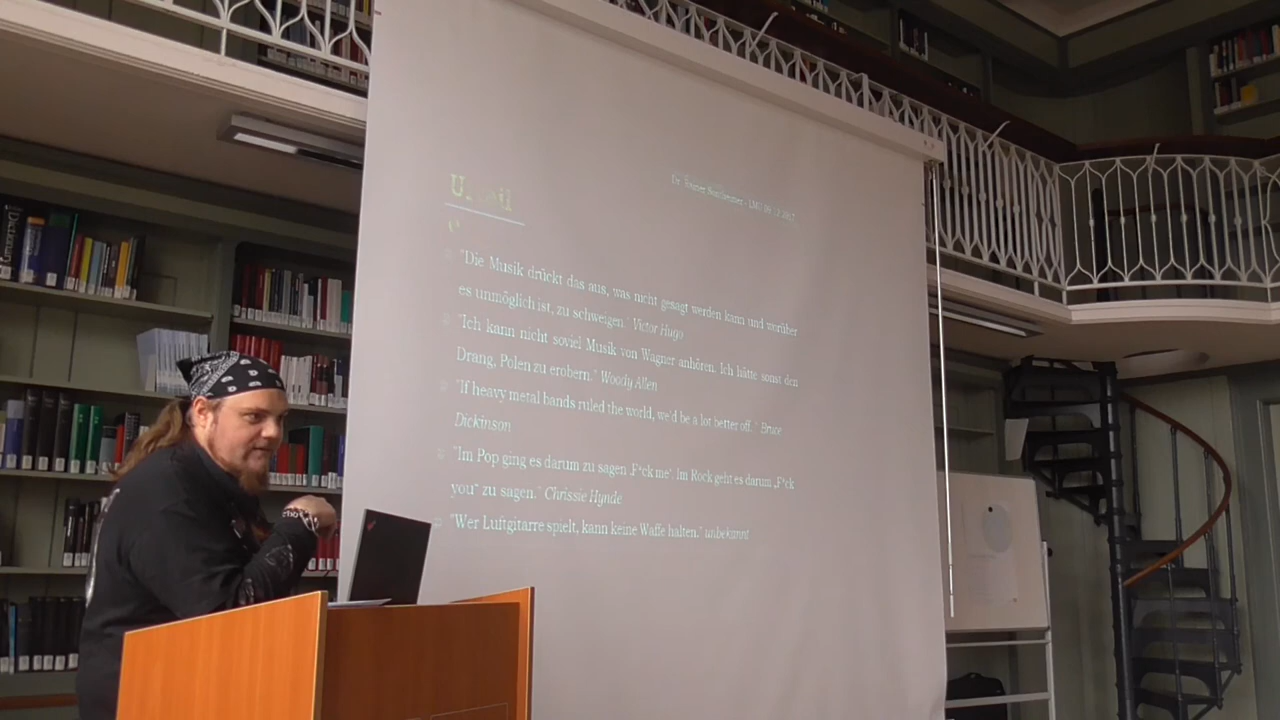 Dr.
"Die Musik drückt das aus, was nicht gesagt werden kann und worüber
es unmöglich ist, zu schweigen." Victor Hugo
"Ich kann nicht soviel Musik von Wagner anhören. Ich hätte sonst den
Drang, Polen zu erobern." Woody Allen
"If heavy metal bands ruled the world, we'd be a lot better off." Bruce
Dickinson
"Im Pop ging es darum zu sagen „F*ck me“. Im Rock geht es darum „F*ck
you“ zu sagen." Chrissie Hynde
"Wer Luftgitarre spielt, kann keine Waffe halten." unbekannt
Dictionary